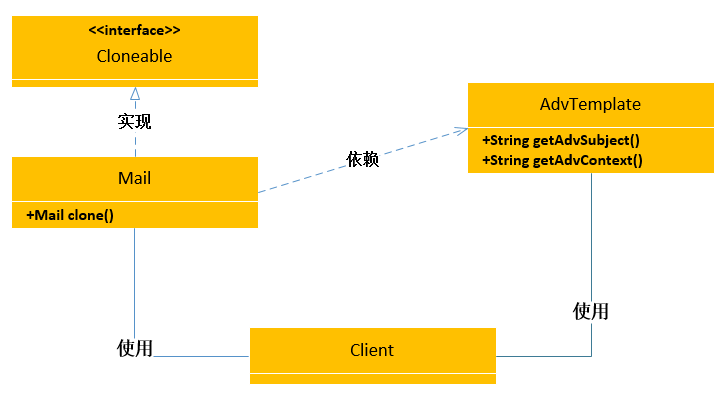 <<interface>>
Cloneable
实现
AdvTemplate
+String getAdvSubject()
+String getAdvContext()
依赖
Mail
+Mail clone()
使用
使用
Client